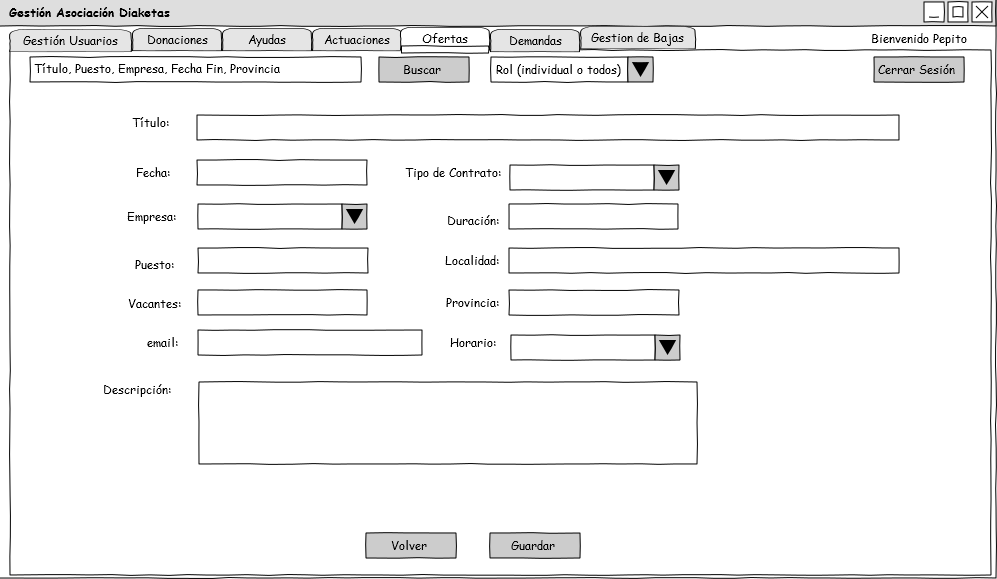 Gestión Asociación Diaketas
Gestión Usuarios Donaciones Ayudas Actuaciones Ofertas Demandas Gestion de Bajas Bienvenido Pepito
Título, Puesto, Empresa, Fecha Fin, Provincia Buscar Rol (individual o todos) Cerrar Sesión
Título:
Fecha: Tipo de Contrato:
Empresa: Duración:
Puesto: Localidad:
Vacantes: Provincia:
email: Horario:
Descripción:
Volver Guardar